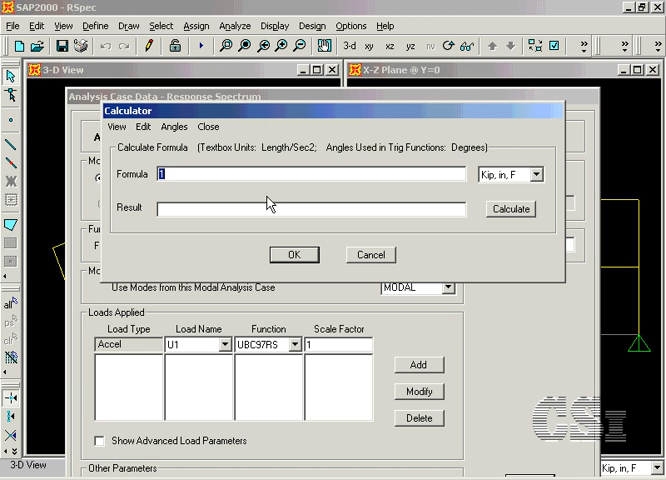 SAP2000 - RSpec
File Edit View Define Draw Select Assign Analyze Display Design Options Help
3-d xy xz yz nv
3-D View
X-Z Plane @ Y=0
Analysis Case Data - Response Spectrum
Calculator
View Edit Angles Close
Calculate Formula (Textbox Units: Length/Sec2; Angles Used in Trig Functions: Degrees)
Formula 1 Kip, in, F
Result Calculate
OK Cancel
Use Modes from this Modal Analysis Case MODAL
Loads Applied
Load Type Load Name Function Scale Factor
Accel U1 UBC97RS 1
Add
Modify
Delete
Show Advanced Load Parameters
Other Parameters
all
ps
clr
CSI
3-D View
Kip, in, F